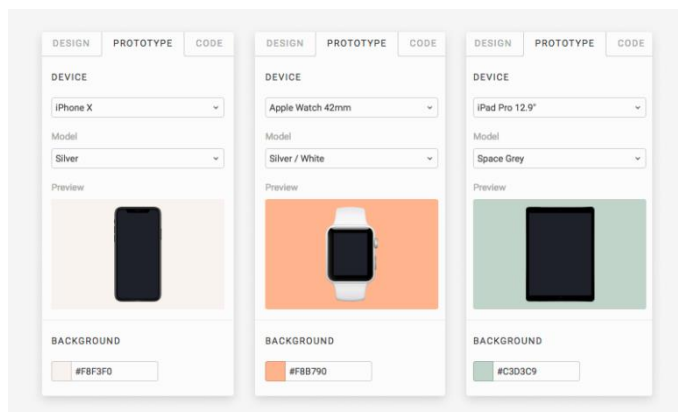 DESIGN PROTOTYPE CODE
DEVICE
iPhone X
Model
Silver
Preview
BACKGROUND
#F8F3F0
DESIGN PROTOTYPE CODE
DEVICE
Apple Watch 42mm
Model
Silver / White
Preview
BACKGROUND
#F8B790
DESIGN PROTOTYPE CODE
DEVICE
iPad Pro 12.9"
Model
Space Grey
Preview
BACKGROUND
#C3D3C9